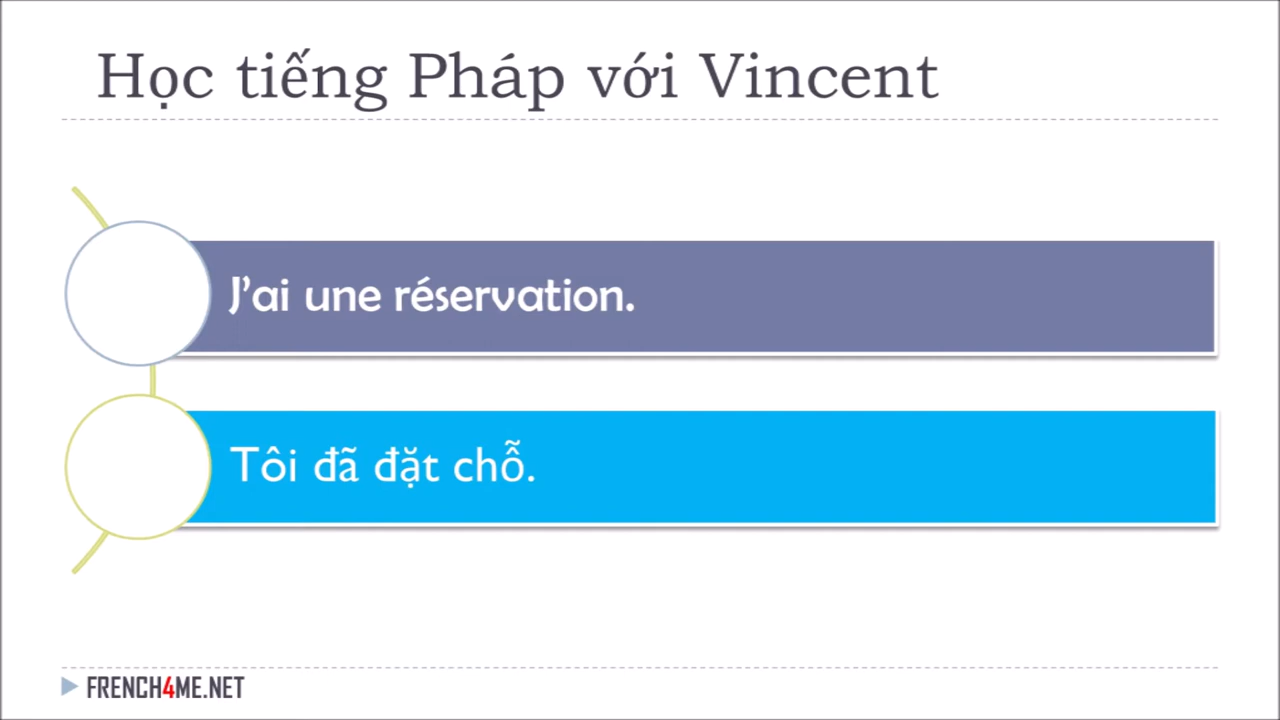 Học tiếng Pháp với Vincent
J’ai une réservation.
Tôi đã đặt chỗ.
FRENCH4ME.NET